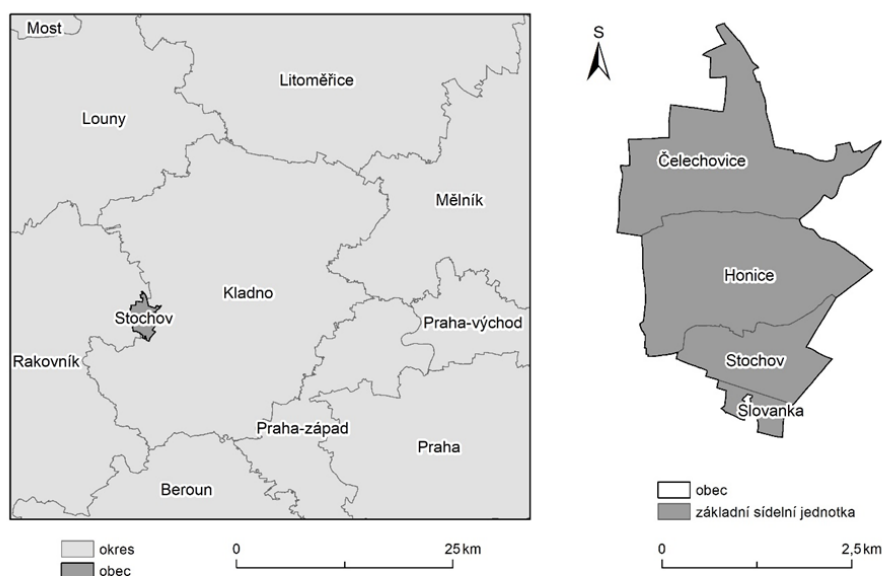 Most
Litoměřice
Louny
Mělník
Kladno
Stochov
Praha-východ
Rakovník
Praha-západ
Praha
Beroun
okres
obec
0 25 km
S
Čelechovice
Honice
Stochov
Slovanka
obec
základní sídelní jednotka
0 2,5 km